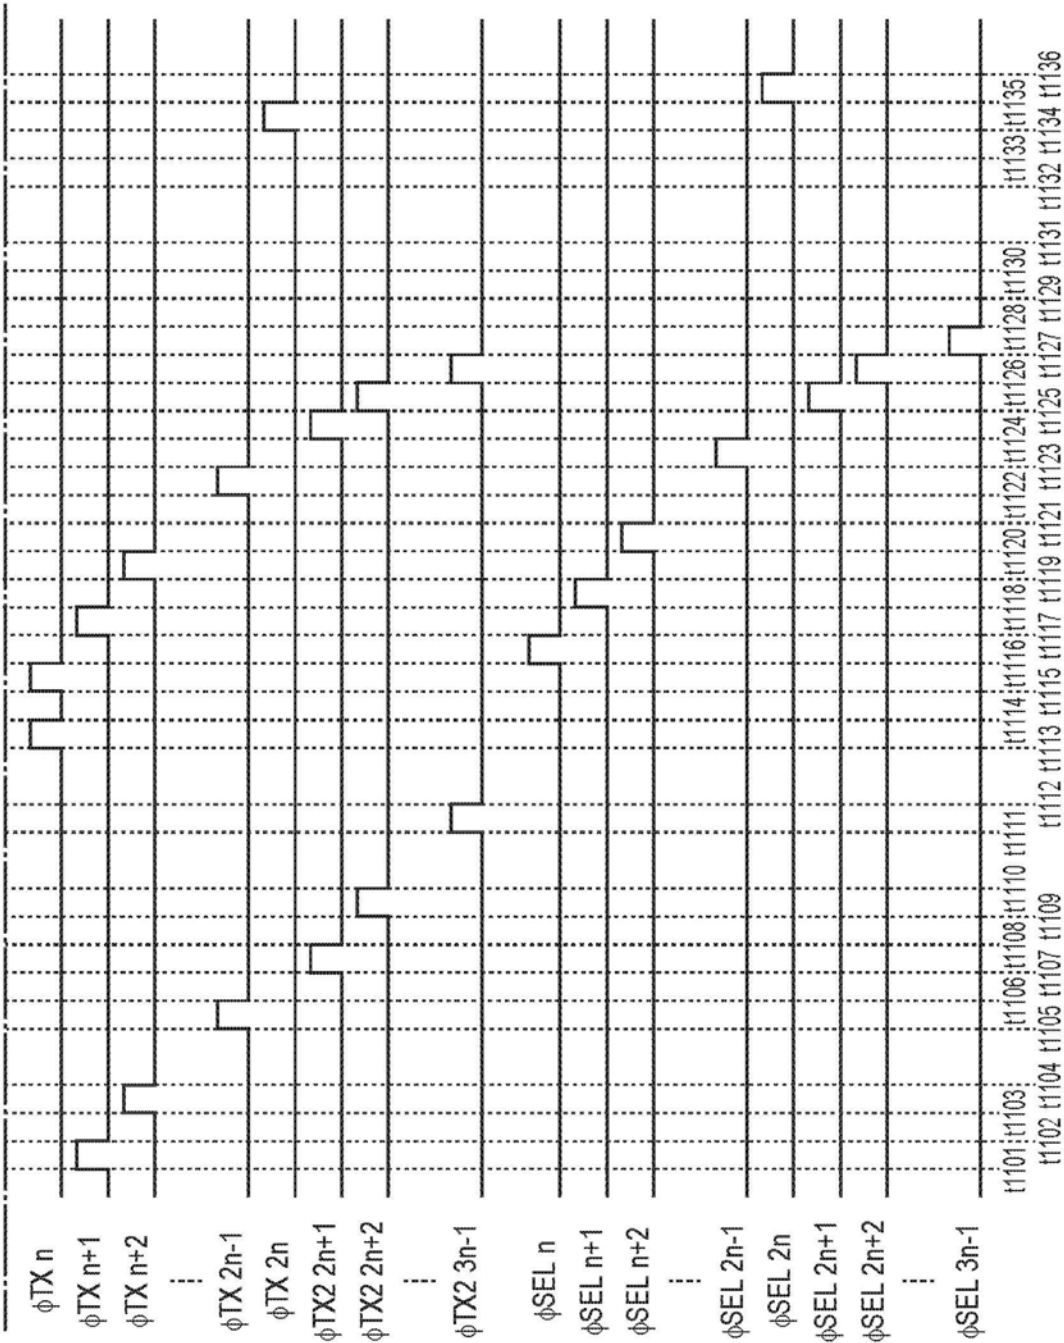 φTX n
φTX n+1
φTX n+2
φTX 2n-1
φTX 2n
φTX2 2n+1
φTX2 2n+2
φTX2 3n-1
φSEL n
φSEL n+1
φSEL n+2
φSEL 2n-1
φSEL 2n
φSEL 2n+1
φSEL 2n+2
φSEL 3n-1
t1101 t1103 t1106 t1108 t1110 t1111 t1114 t1116 t1118 t1120 t1122 t1124 t1126 t1128 t1130 t1133 t1135
t1102 t1104 t1105 t1107 t1109 t1112 t1113 t1115 t1117 t1119 t1121 t1123 t1125 t1127 t1129 t1131 t1132 t1134 t1136